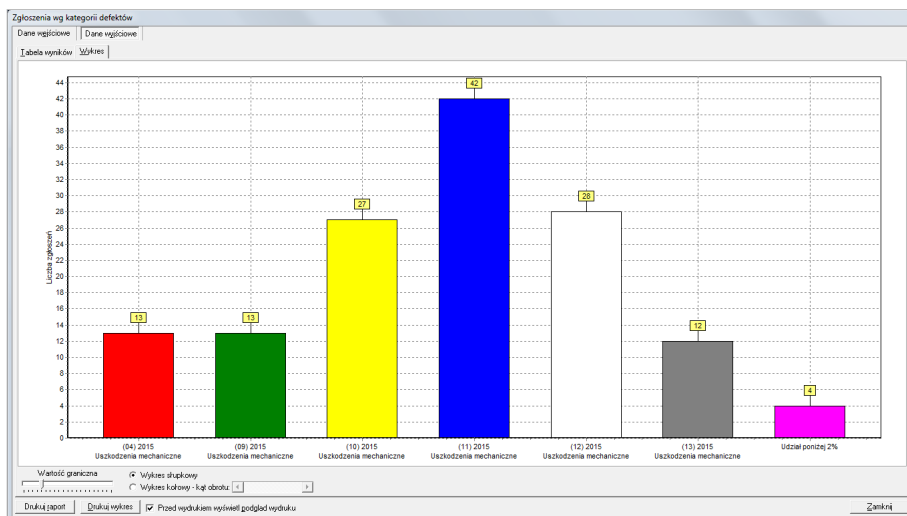 Zgłoszenia wg kategorii defektów
Dane wejściowe Dane wyjściowe
Tabela wyników Wykres
Liczba zgłoszeń
44
42
40
38
36
34
32
30
28
26
24
22
20
18
16
14
12
10
8
6
4
2
0
13
13
27
42
28
12
4
(04) 2015
Uszkodzenia mechaniczne
(09) 2015
Uszkodzenia mechaniczne
(10) 2015
Uszkodzenia mechaniczne
(11) 2015
Uszkodzenia mechaniczne
(12) 2015
Uszkodzenia mechaniczne
(13) 2015
Uszkodzenia mechaniczne
Udział poniżej 2%
Wartość graniczna
Wykres słupkowy
Wykres kołowy - kąt obrotu:
Drukuj raport Drukuj wykres Przed wydrukiem wyświetl podgląd wydruku Zamknij